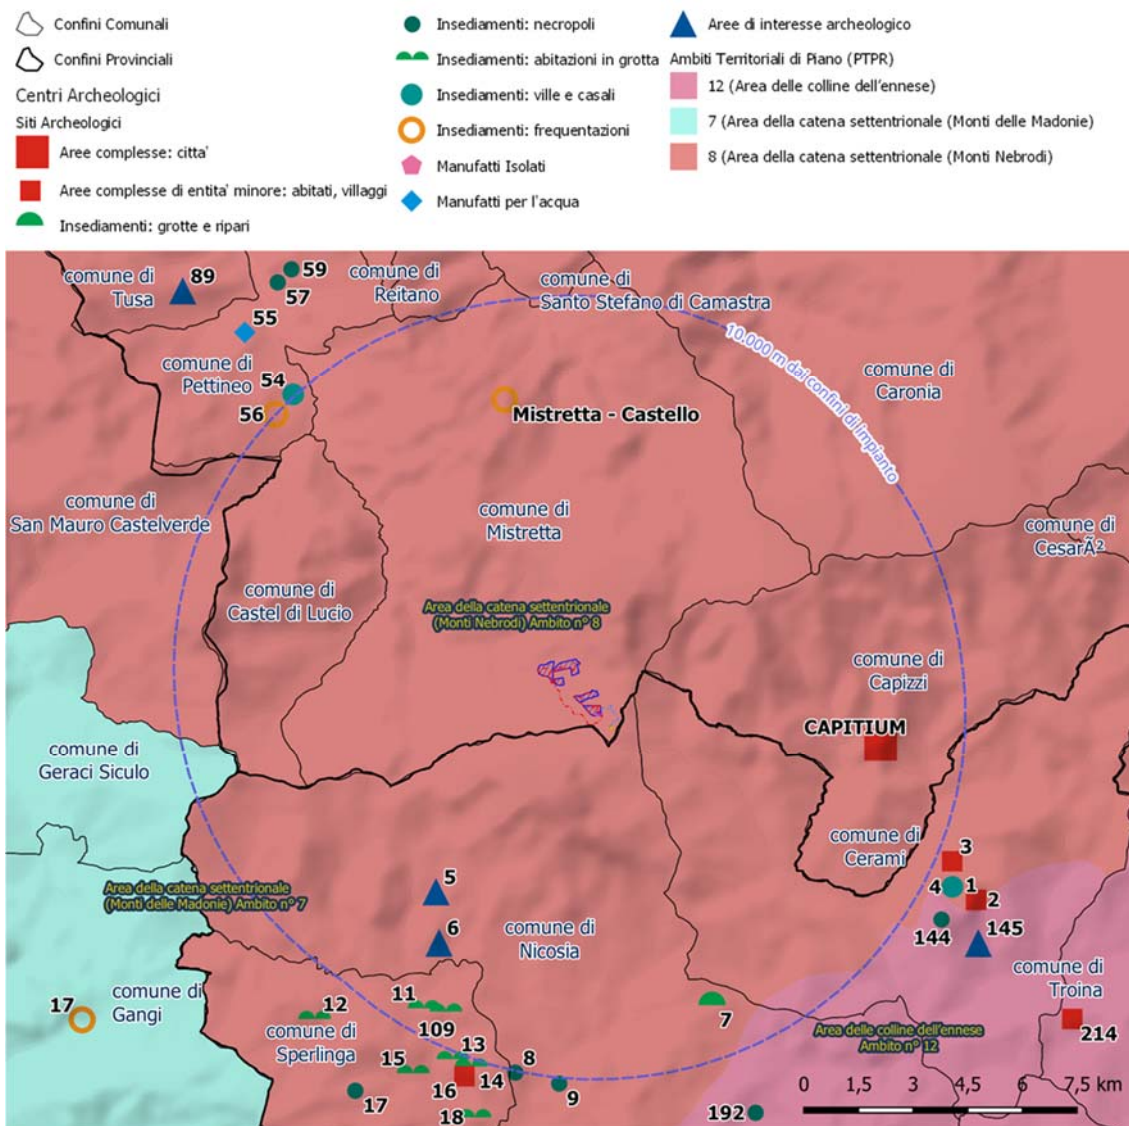 Confini Comunali
Confini Provinciali
Centri Archeologici
Siti Archeologici
Aree complesse: citta'
Aree complesse di entita' minore: abitati, villaggi
Insediamenti: grotte e ripari
Insediamenti: necropoli
Insediamenti: abitazioni in grotta
Insediamenti: ville e casali
Insediamenti: frequentazioni
Manufatti Isolati
Manufatti per l'acqua
Aree di interesse archeologico
Ambiti Territoriali di Piano (PTPR)
12 (Area delle colline dell'ennese)
7 (Area della catena settentrionale (Monti delle Madonie)
8 (Area della catena settentrionale (Monti Nebrodi)
comune di
Tusa
89
59
57
55
comune di
Reitano
comune di
Santo Stefano di Camastra
10.000 m dai confini di impianto
comune di
Pettineo
54
56
Mistretta - Castello
comune di
Caronia
comune di
San Mauro Castelverde
comune di
Mistretta
comune di
CesarÃ²
comune di
Castel di Lucio
Area della catena settentrionale
(Monti Nebrodi) Ambito n° 8
comune di
Capizzi
CAPITIUM
comune di
Geraci Siculo
comune di
Cerami
3
4
1
2
144
145
Area della catena settentrionale
(Monti delle Madonie) Ambito n° 7
5
6
comune di
Nicosia
comune di
Troina
17
comune di
Gangi
12
11
109
7
214
comune di
Sperlinga
Area delle colline dell'ennese
Ambito n° 12
15
13
16
14
8
9
17
18
192
0 1,5 3 4,5 6 7,5 km